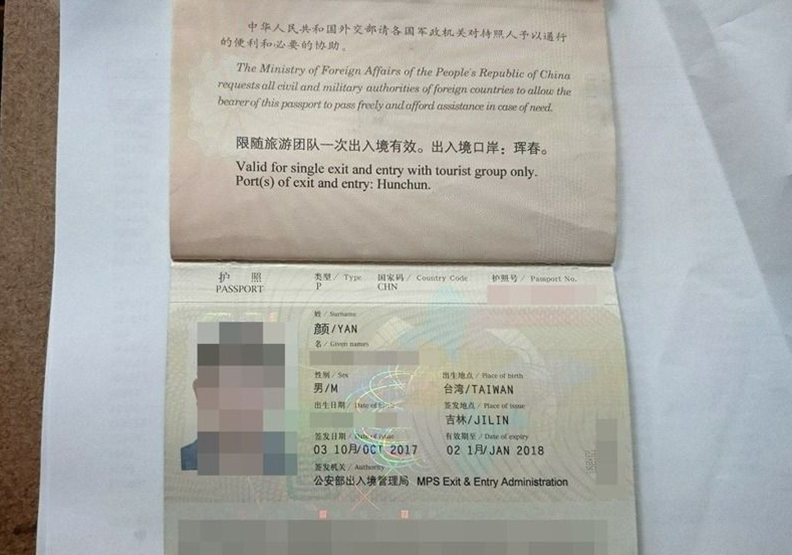 中华人民共和国外交部请各国军政机关对持照人予以通行
的便利和必要的协助。
The Ministry of Foreign Affairs of the People's Republic of China
requests all civil and military authorities of foreign countries to allow the
bearer of this passport to pass freely and afford assistance in case of need.
限随旅游团队一次出入境有效。出入境口岸：珲春。
Valid for single exit and entry with tourist group only.
Port(s) of exit and entry: Hunchun.
护 照 类型 / Type 国家码 / Country Code 护照号 / Passport No.
PASSPORT P CHN
姓 / Surname
颜/YAN
名 / Given names
性别 / Sex 出生地点 / Place of birth
男/M 台湾/TAIWAN
出生日期 / Date of birth 签发地点 / Place of issue
吉林/JILIN
签发日期 / Date of issue 有效期至 / Date of expiry
03 10月/OCT 2017 02 1月/JAN 2018
签发机关 / Authority
公安部出入境管理局 MPS Exit & Entry Administration